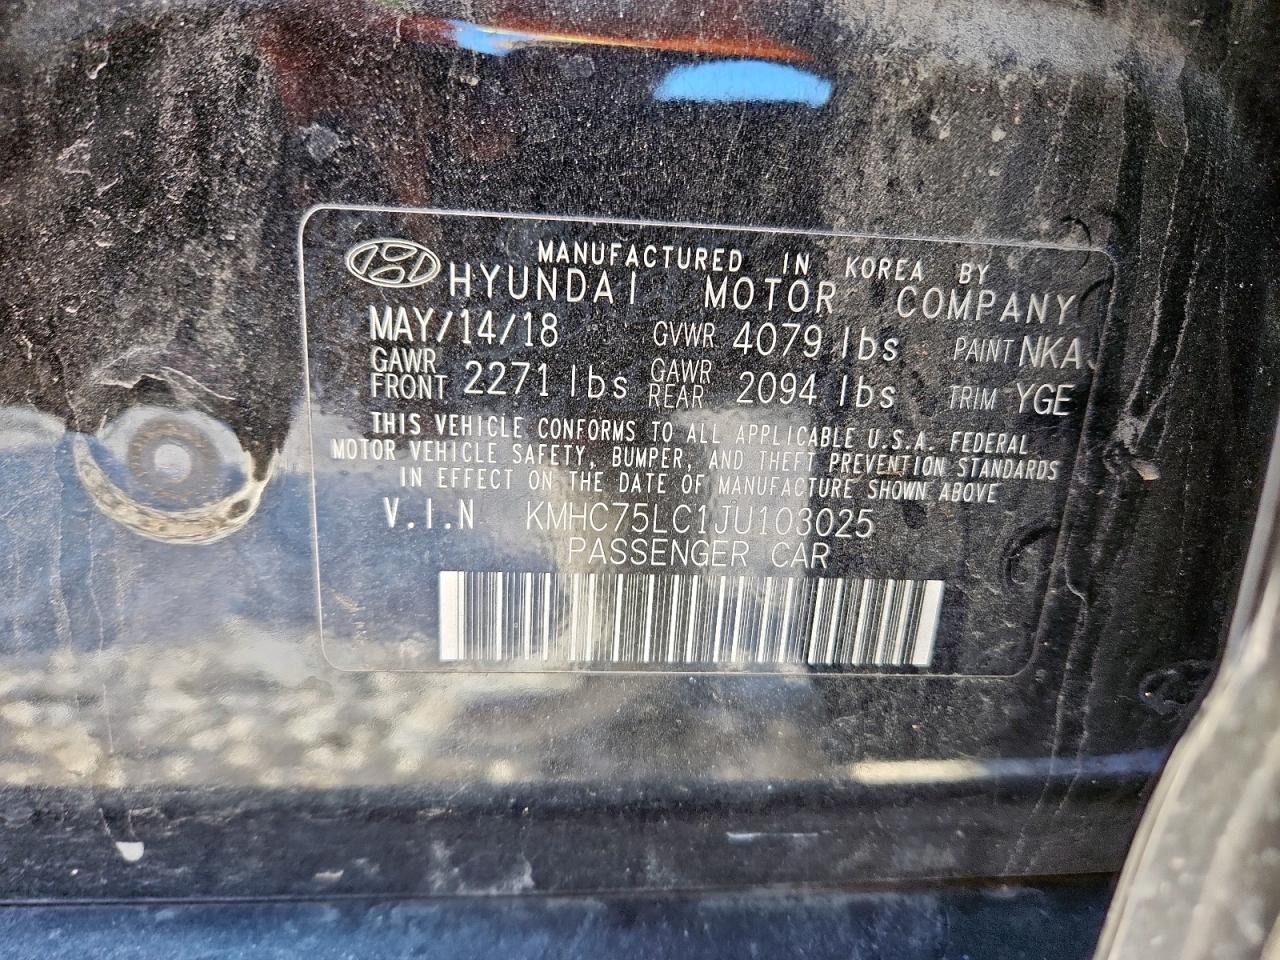 MANUFACTURED IN KOREA BY
HYUNDAI MOTOR COMPANY
MAY/14/18 GVWR 4079 lbs PAINT NKA
GAWR FRONT 2271 lbs GAWR REAR 2094 lbs TRIM YGE
THIS VEHICLE CONFORMS TO ALL APPLICABLE U.S.A. FEDERAL
MOTOR VEHICLE SAFETY, BUMPER, AND THEFT PREVENTION STANDARDS
IN EFFECT ON THE DATE OF MANUFACTURE SHOWN ABOVE
V.I.N KMHC75LC1JU103025
PASSENGER CAR